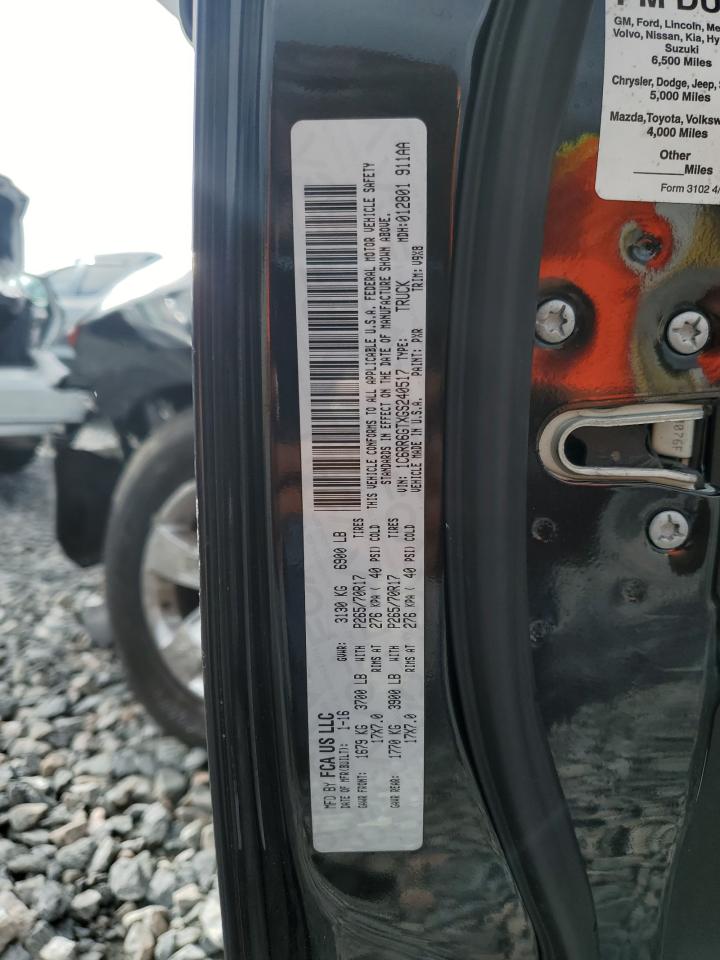 MFD BY FCA US LLC
DATE OF MFR(BUILT): 1-16 GVWR: 3130 KG 6900 LB
GAWR FRONT: 1679 KG 3700 LB WITH P265/70R17 TIRES
17X7.0 RIMS AT 276 KPA( 40 PSI) COLD
GAWR REAR: 1770 KG 3900 LB WITH P265/70R17 TIRES
17X7.0 RIMS AT 276 KPA( 40 PSI) COLD
THIS VEHICLE CONFORMS TO ALL APPLICABLE U.S.A. FEDERAL MOTOR VEHICLE SAFETY
STANDARDS IN EFFECT ON THE DATE OF MANUFACTURE SHOWN ABOVE.
MDH:012801 911AA
VIN: 1C6RR6GTXGS240517 TYPE: TRUCK
VEHICLE MADE IN U.S.A. PAINT: PXR TRIM: V9X8
GM, Ford, Lincoln, Me
Volvo, Nissan, Kia, Hy
Suzuki
6,500 Miles
Chrysler, Dodge, Jeep, S
5,000 Miles
Mazda,Toyota, Volksw
4,000 Miles
Other
______Miles
Form 3102 4/